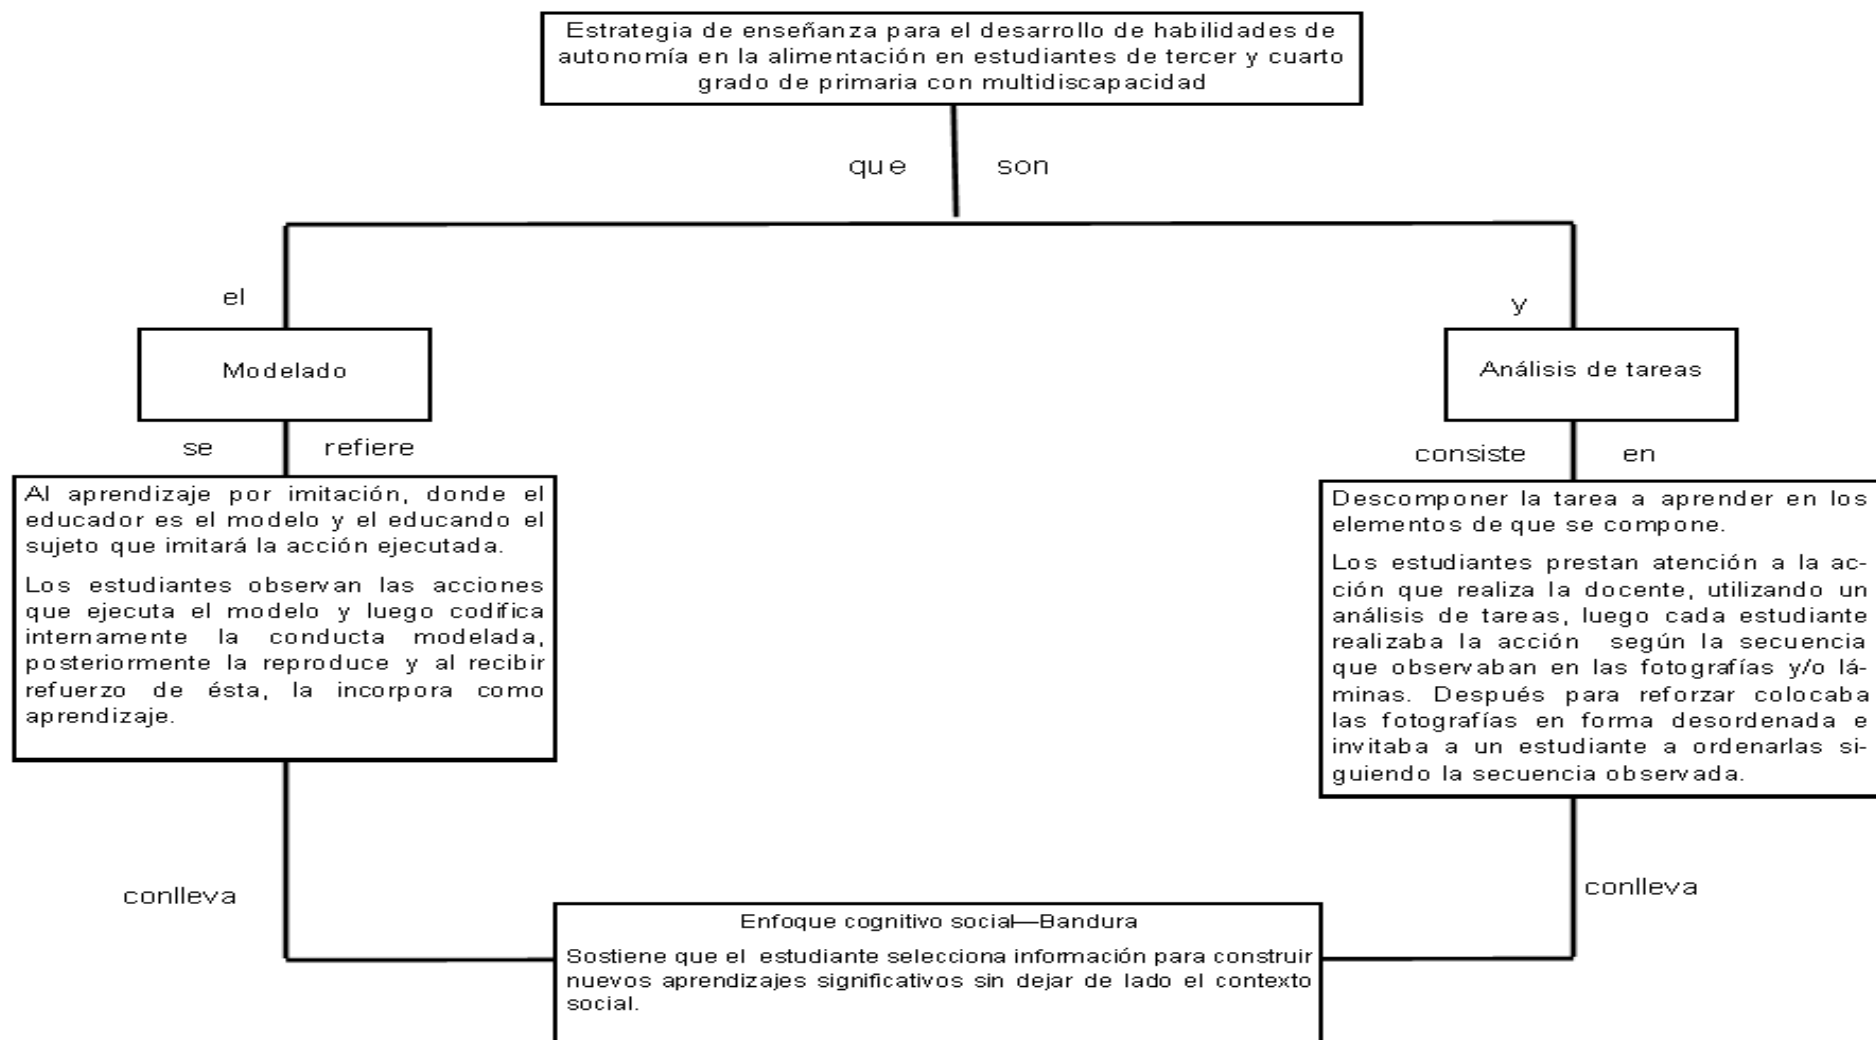 Estrategia de enseñanza para el desarrollo de habilidades de
autonomía en la alimentación en estudiantes de tercer y cuarto
grado de primaria con multidiscapacidad
que son
el
Modelado
se refiere
Al aprendizaje por imitación, donde el
educador es el modelo y el educando el
sujeto que imitará la acción ejecutada.
Los estudiantes observan las acciones
que ejecuta el modelo y luego codifica
internamente la conducta modelada,
posteriormente la reproduce y al recibir
refuerzo de ésta, la incorpora como
aprendizaje.
conlleva
y
Análisis de tareas
consiste en
Descomponer la tarea a aprender en los
elementos de que se compone.
Los estudiantes prestan atención a la ac-
ción que realiza la docente, utilizando un
análisis de tareas, luego cada estudiante
realizaba la acción según la secuencia
que observaban en las fotografías y/o lá-
minas. Después para reforzar colocaba
las fotografías en forma desordenada e
invitaba a un estudiante a ordenarlas si-
guiendo la secuencia observada.
conlleva
Enfoque cognitivo social—Bandura
Sostiene que el estudiante selecciona información para construir
nuevos aprendizajes significativos sin dejar de lado el contexto
social.